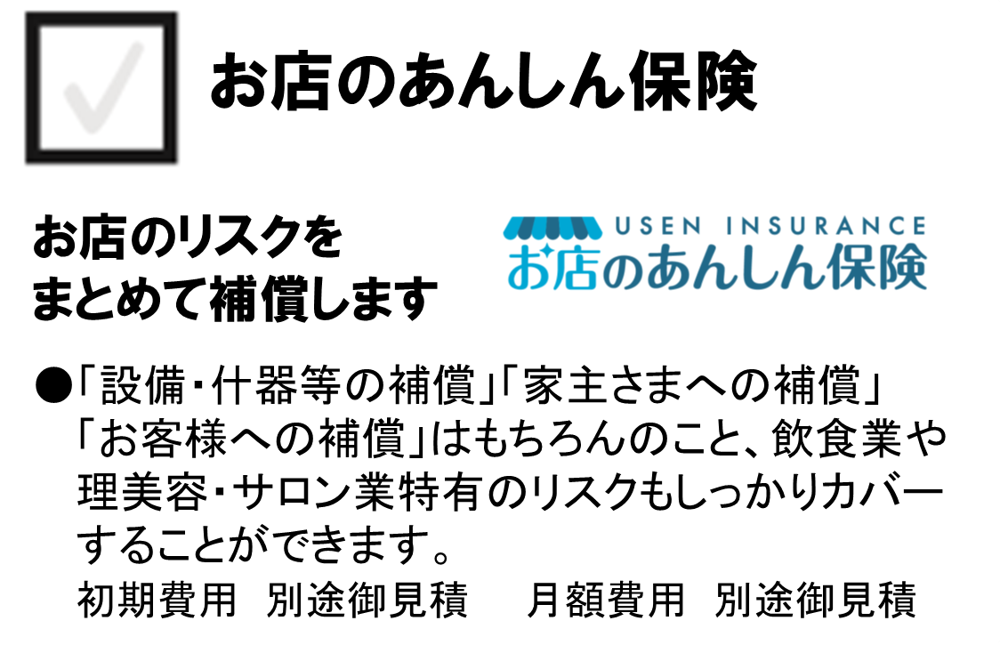 お店のあんしん保険
お店のリスクを
まとめて補償します
USEN INSURANCE
お店のあんしん保険
●「設備・什器等の補償」「家主さまへの補償」
「お客様への補償」はもちろんのこと、飲食業や
理美容・サロン業特有のリスクもしっかりカバー
することができます。
初期費用　別途御見積　　月額費用　別途御見積